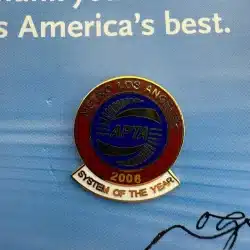 s America's best.
METRO LOS ANGELES
APTA
2006
SYSTEM OF THE YEAR